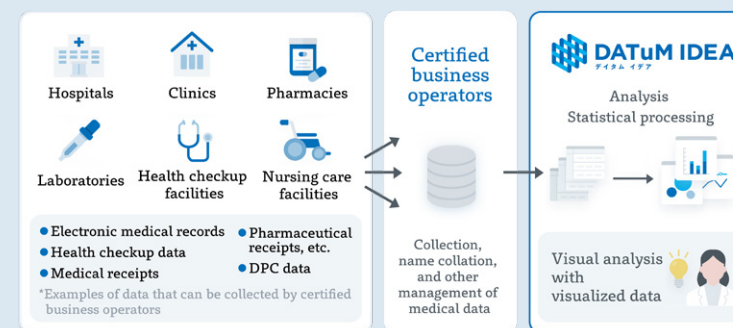 Hospitals
Clinics
Pharmacies
Laboratories
Health checkup
facilities
Nursing care
facilities
● Electronic medical records
● Health checkup data
● Medical receipts
● Pharmaceutical
receipts, etc.
● DPC data
*Examples of data that can be collected by certified
business operators
Certified
business
operators
Collection,
name collation,
and other
management of
medical data
DATuM IDEA
デイタム イデア
Analysis
Statistical processing
Visual analysis
with
visualized data